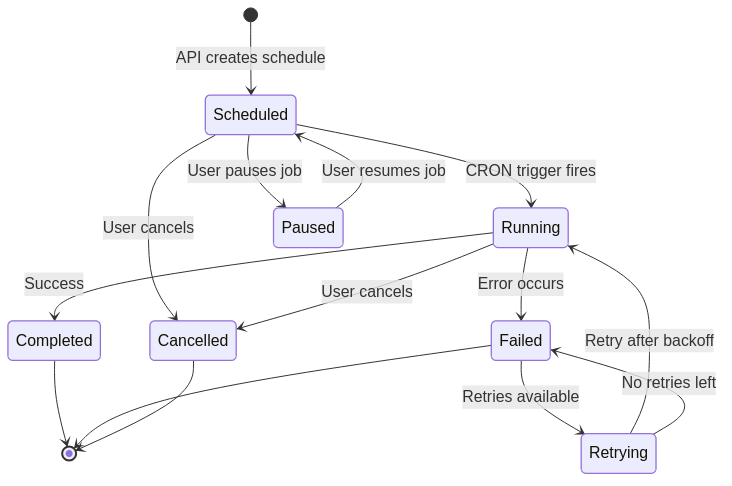 API creates schedule
Scheduled
User pauses job
User resumes job
CRON trigger fires
User cancels
Paused
Running
Success
User cancels
Error occurs
Completed
Cancelled
Failed
Retry after backoff
Retries available
No retries left
Retrying